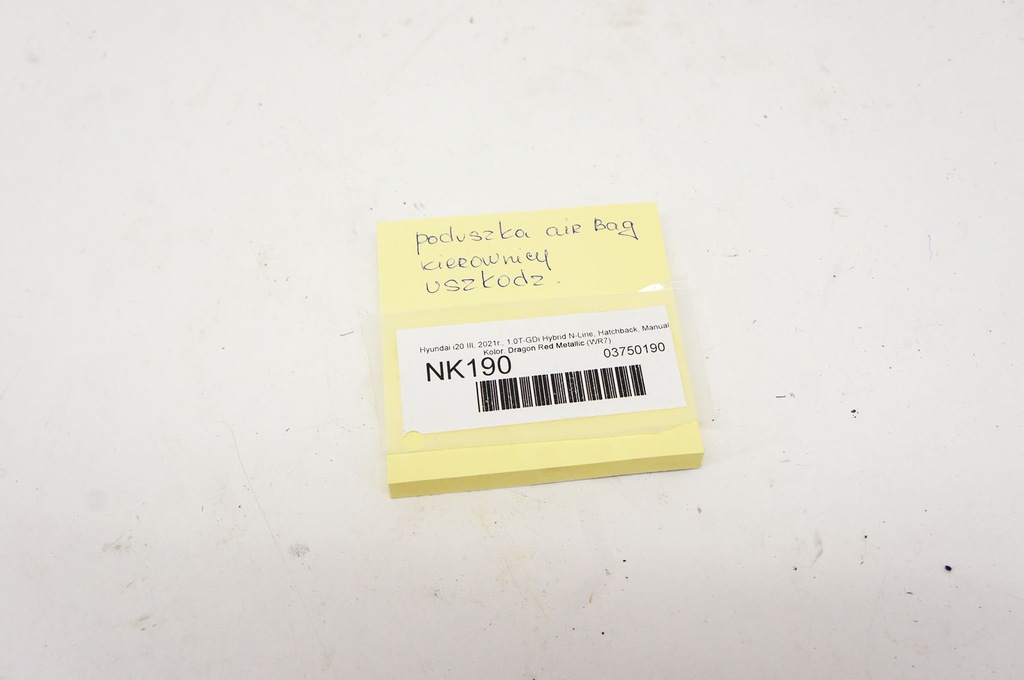 poduszka aiR Bag
kieRownicy
uszkodz.
Hyundai i20 III, 2021r., 1.0T-GDi Hybrid N-Line, Hatchback, Manual
Kolor: Dragon Red Metallic (WR7)
NK190
03750190